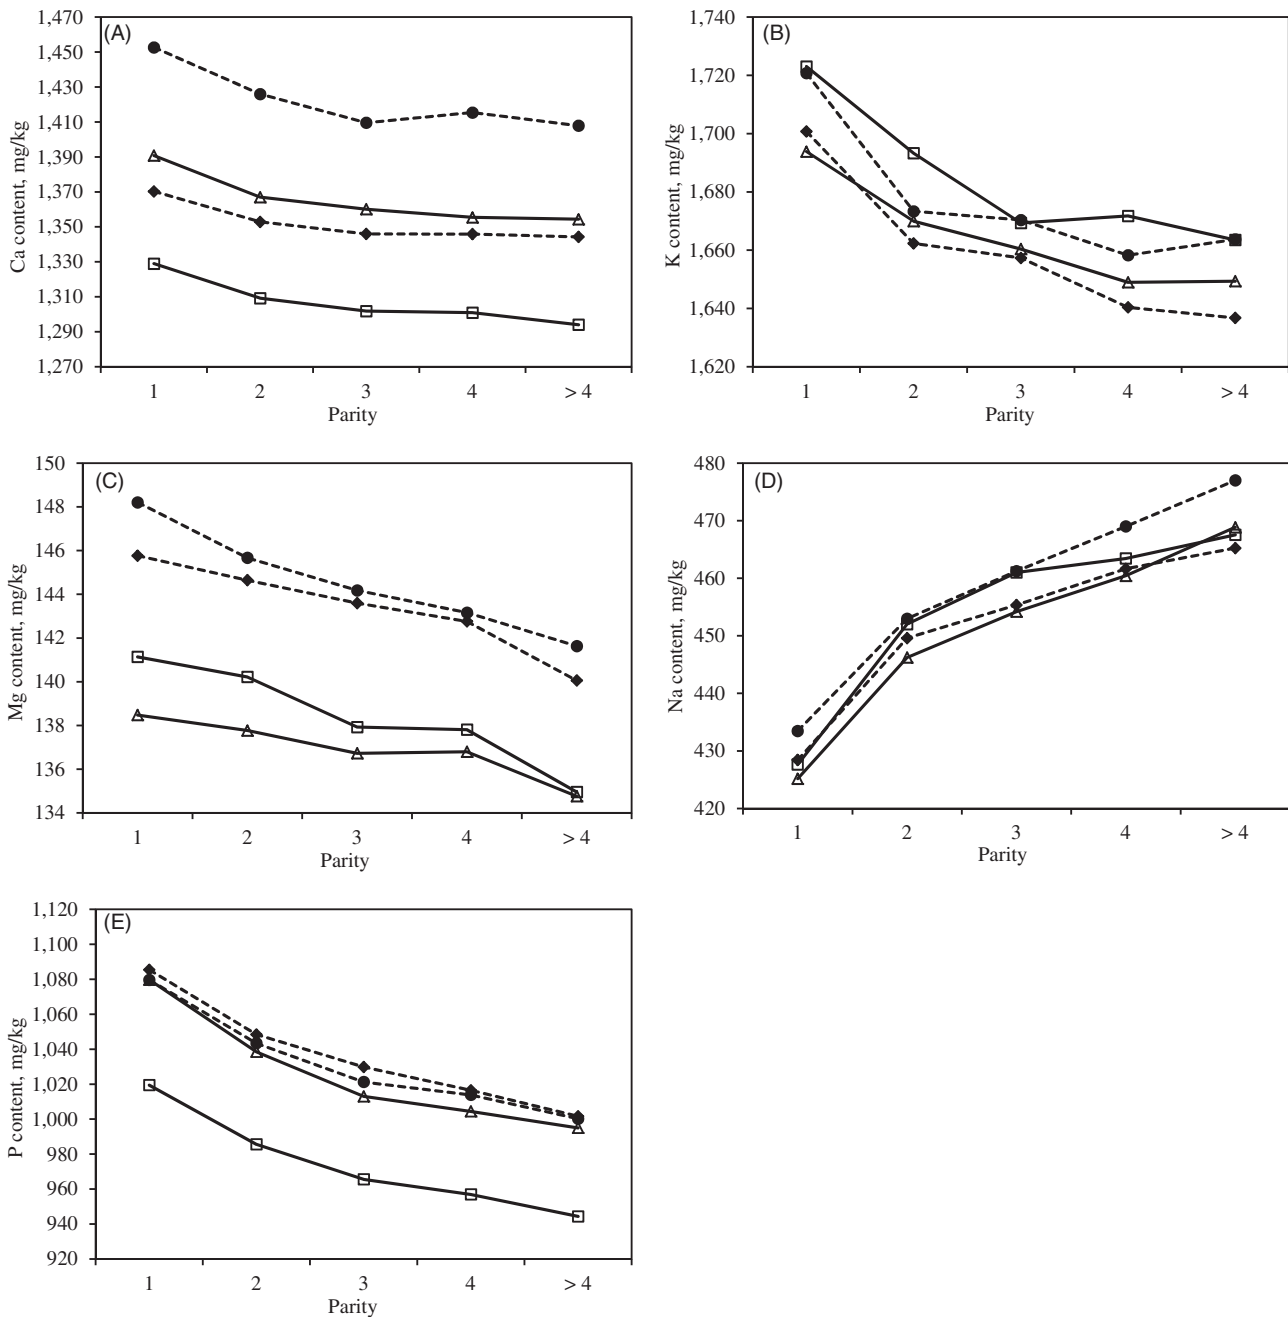 (A)
Ca content, mg/kg
1,470
1,450
1,430
1,410
1,390
1,370
1,350
1,330
1,310
1,290
1,270
1 2 3 4 > 4
Parity
(B)
K content, mg/kg
1,740
1,720
1,700
1,680
1,660
1,640
1,620
1 2 3 4 > 4
Parity
(C)
Mg content, mg/kg
150
148
146
144
142
140
138
136
134
1 2 3 4 > 4
Parity
(D)
Na content, mg/kg
480
470
460
450
440
430
420
1 2 3 4 > 4
Parity
(E)
P content, mg/kg
1,120
1,100
1,080
1,060
1,040
1,020
1,000
980
960
940
920
1 2 3 4 > 4
Parity